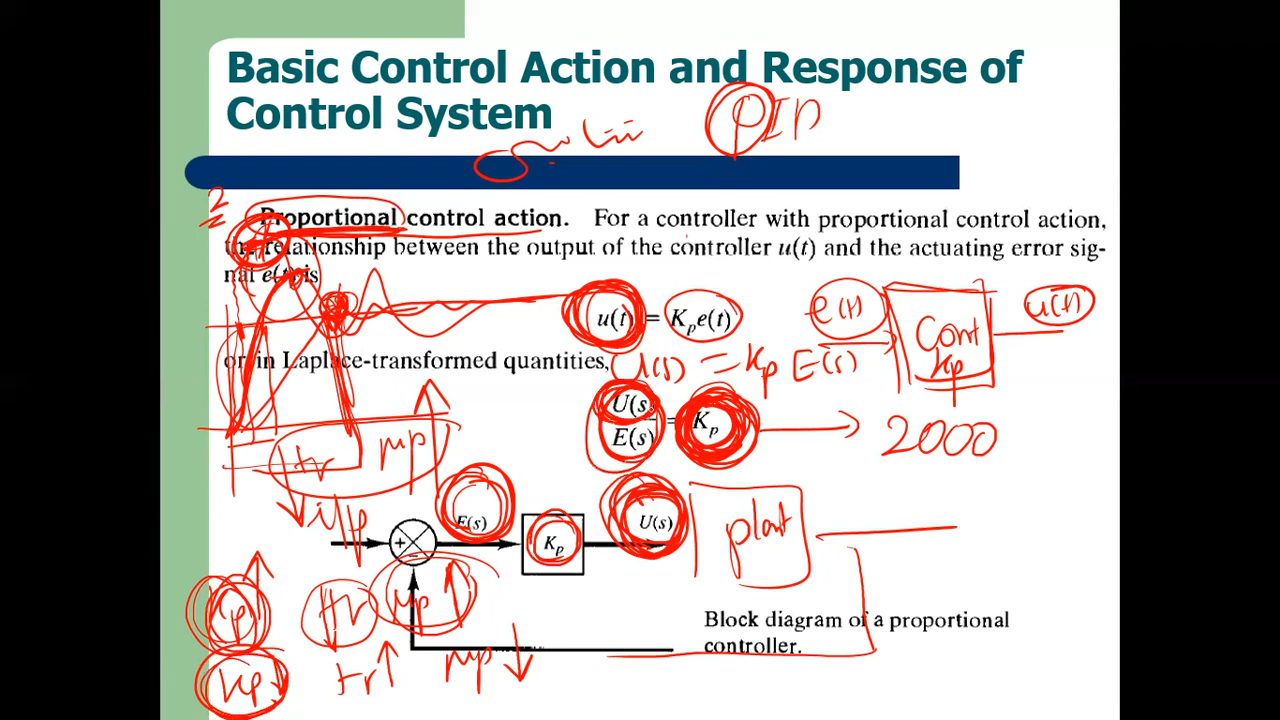 Basic Control Action and Response of
Control System
PID
2
Proportional control action. For a controller with proportional control action,
the relationship between the output of the controller u(t) and the actuating error sig-
nal e(t) is
u(t) = Kpe(t)
e(t)
Cont
Kp
u(t)
or, in Laplace-transformed quantities,
U(s) = Kp E(s)
U(s)
E(s)
= Kp
2000
tr
Mp
i/p
+
−
E(s)
Kp
U(s)
plant
Kp ↑ tr ↓ Mp ↑
Kp ↓ tr ↑ Mp ↓
Block diagram of a proportional
controller.